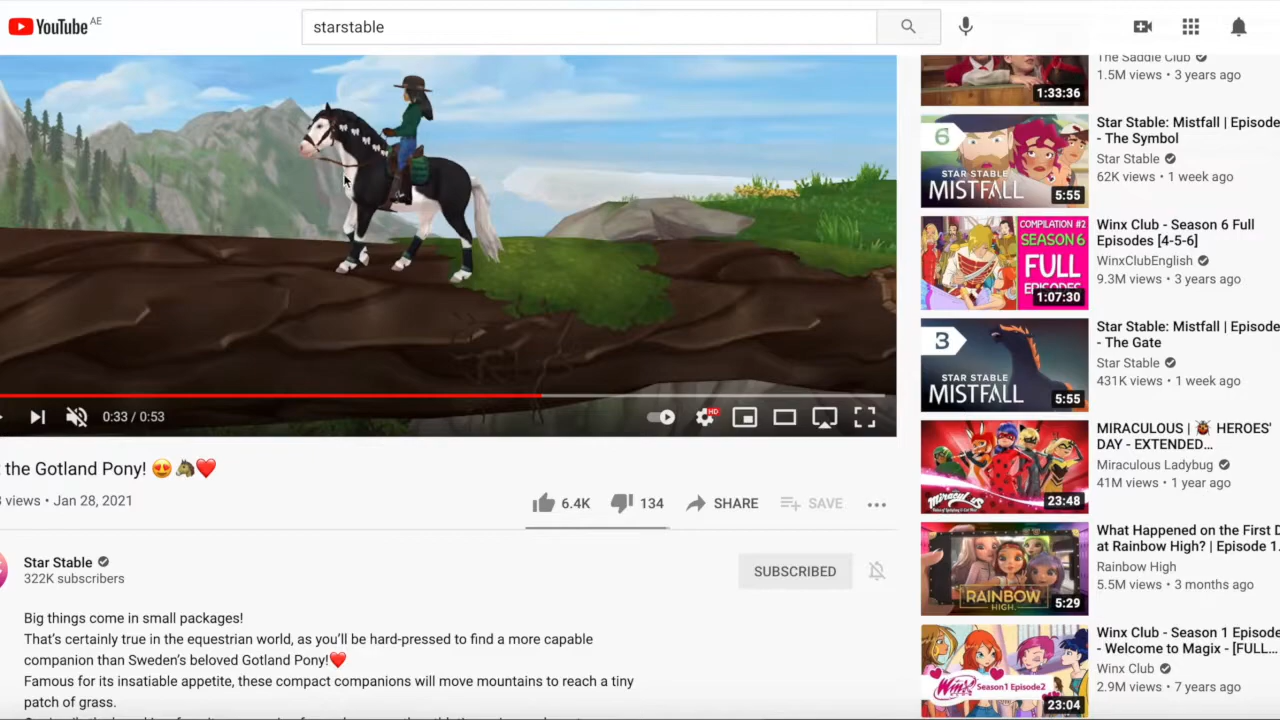 YouTube AE
starstable
0:33 / 0:53
HD
the Gotland Pony! 😍🐴❤️
views • Jan 28, 2021
6.4K
134
SHARE
SAVE
Star Stable
322K subscribers
SUBSCRIBED
Big things come in small packages!
That's certainly true in the equestrian world, as you'll be hard-pressed to find a more capable
companion than Sweden's beloved Gotland Pony!❤️
Famous for its insatiable appetite, these compact companions will move mountains to reach a tiny
patch of grass.
1:33:36
The Saddle Club
1.5M views • 3 years ago
6
STAR STABLE
MISTFALL
5:55
Star Stable: Mistfall | Episode
- The Symbol
Star Stable
62K views • 1 week ago
COMPILATION #2
SEASON 6
FULL
EPISODES
1:07:30
Winx Club - Season 6 Full
Episodes [4-5-6]
WinxClubEnglish
9.3M views • 3 years ago
3
STAR STABLE
MISTFALL
5:55
Star Stable: Mistfall | Episode
- The Gate
Star Stable
431K views • 1 week ago
Miraculous
23:48
MIRACULOUS | 🐞 HEROES'
DAY - EXTENDED...
Miraculous Ladybug
41M views • 1 year ago
RAINBOW
HIGH
5:29
What Happened on the First D
at Rainbow High? | Episode 1
Rainbow High
5.5M views • 3 months ago
Winx
Season1 Episode2
23:04
Winx Club - Season 1 Episode
- Welcome to Magix - [FULL...
Winx Club
2.9M views • 7 years ago